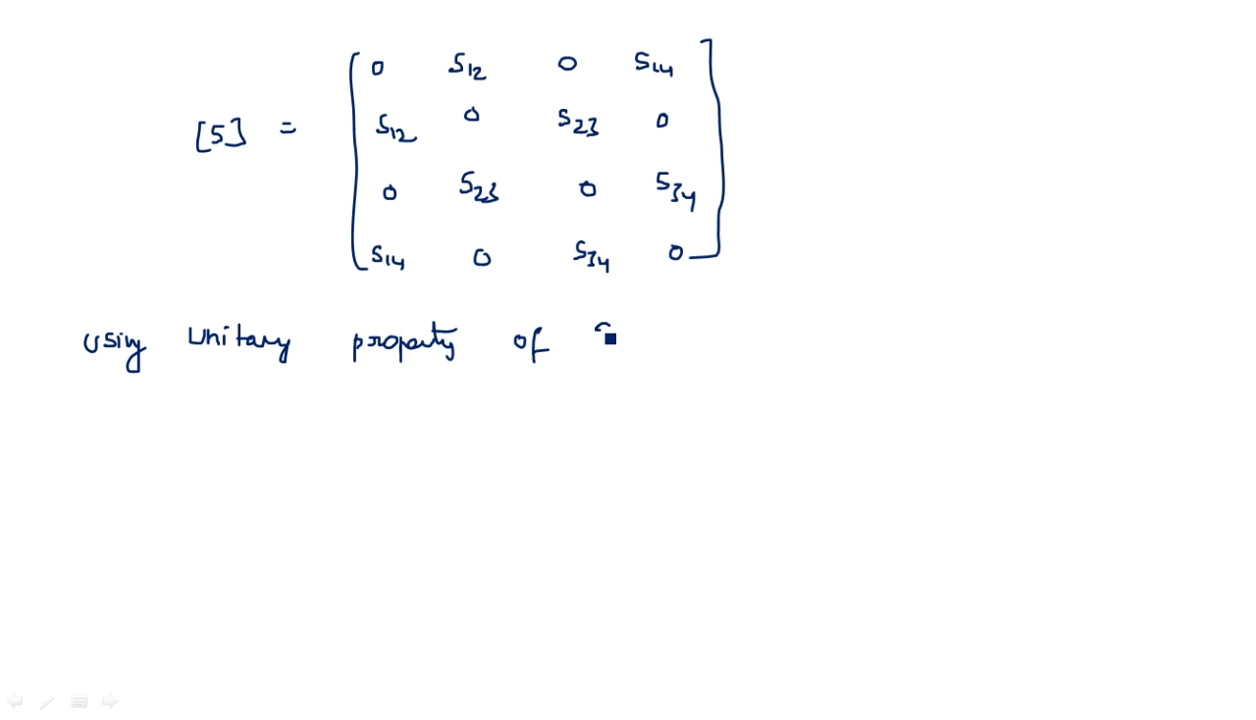 [S] = [ 0 S12 0 S14
S12 0 S23 0
0 S23 0 S34
S14 0 S34 0 ]
using unitary property of